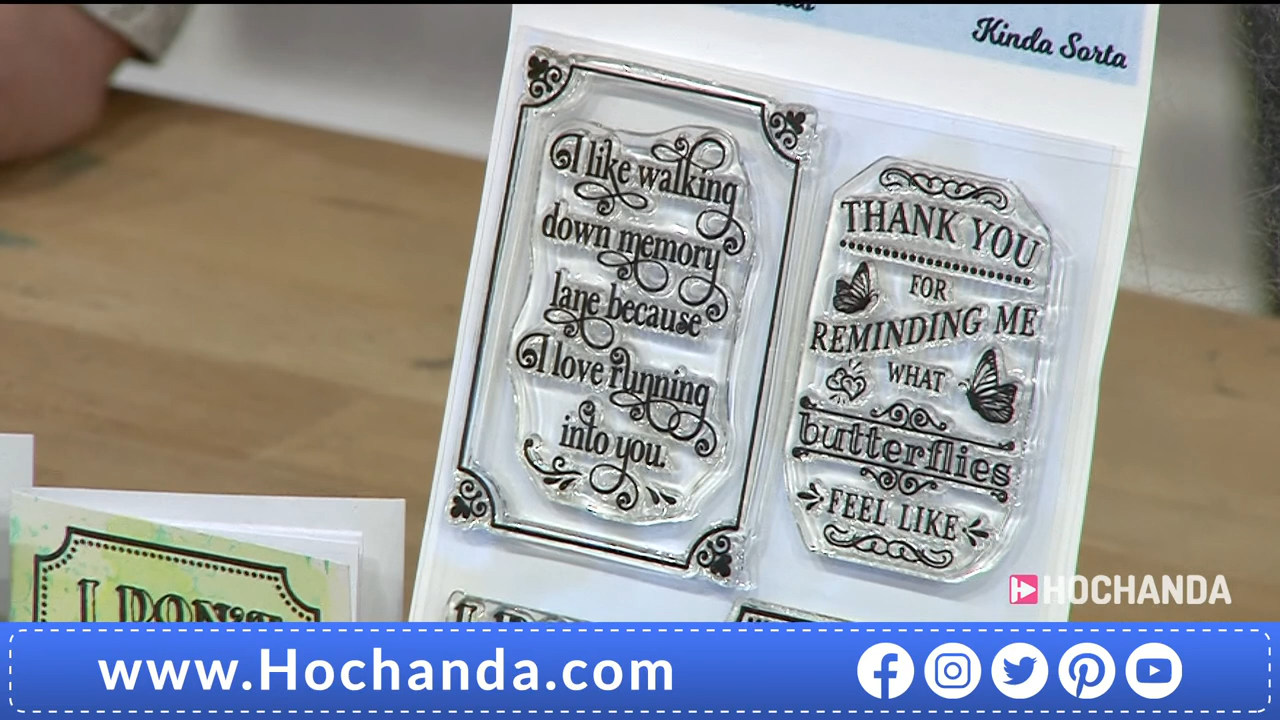 Kinda Sorta
I like walking
down memory
lane because
I love running
into you.
THANK YOU
FOR
REMINDING ME
WHAT
butterflies
FEEL LIKE
I DON'T
HOCHANDA
www.Hochanda.com